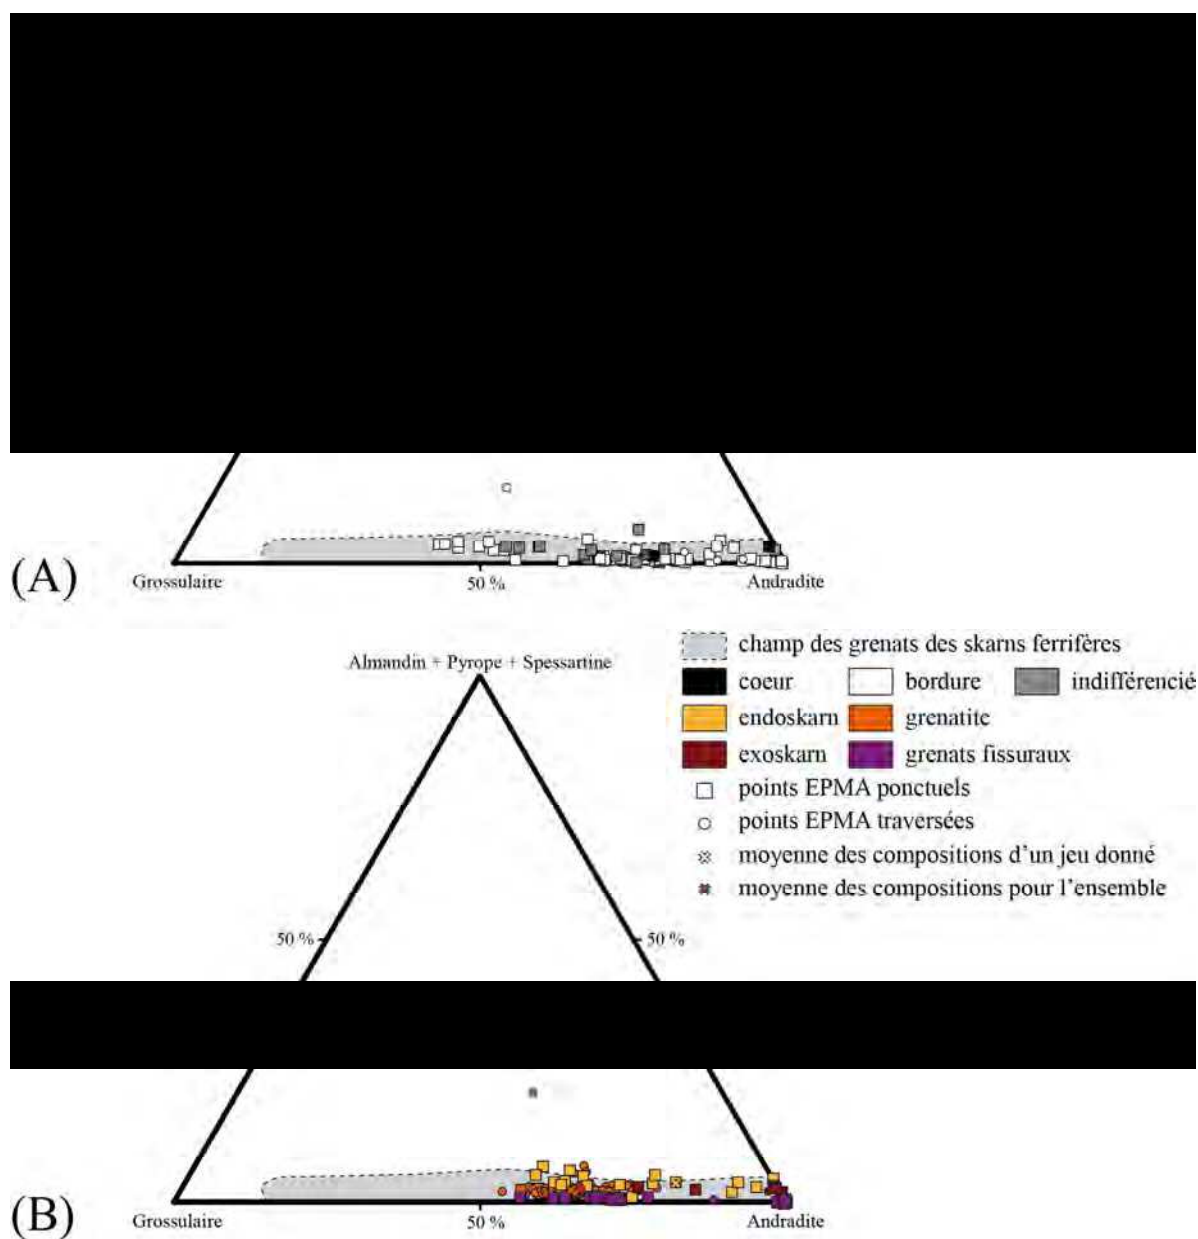 (A)
Grossulaire
50 %
Andradite
Almandin + Pyrope + Spessartine
champ des grenats des skarns ferrifères
coeur
bordure
indifférencié
endoskarn
grenatite
exoskarn
grenats fissuraux
points EPMA ponctuels
points EPMA traversées
moyenne des compositions d'un jeu donné
moyenne des compositions pour l'ensemble
50 %
50 %
(B)
Grossulaire
50 %
Andradite